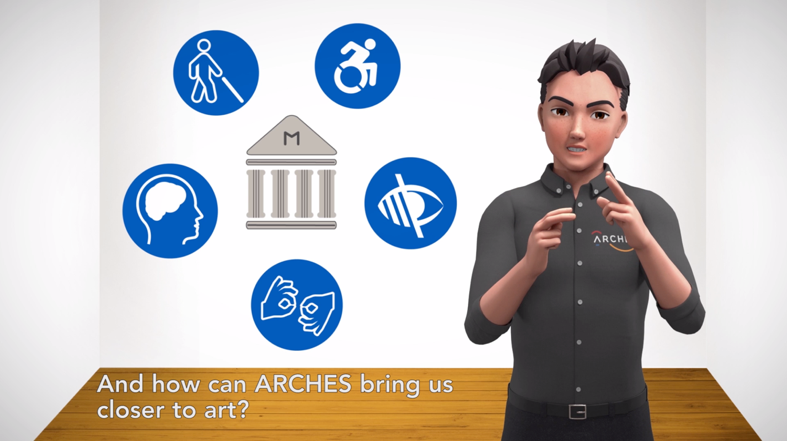 M
ARCHES
And how can ARCHES bring us
closer to art?